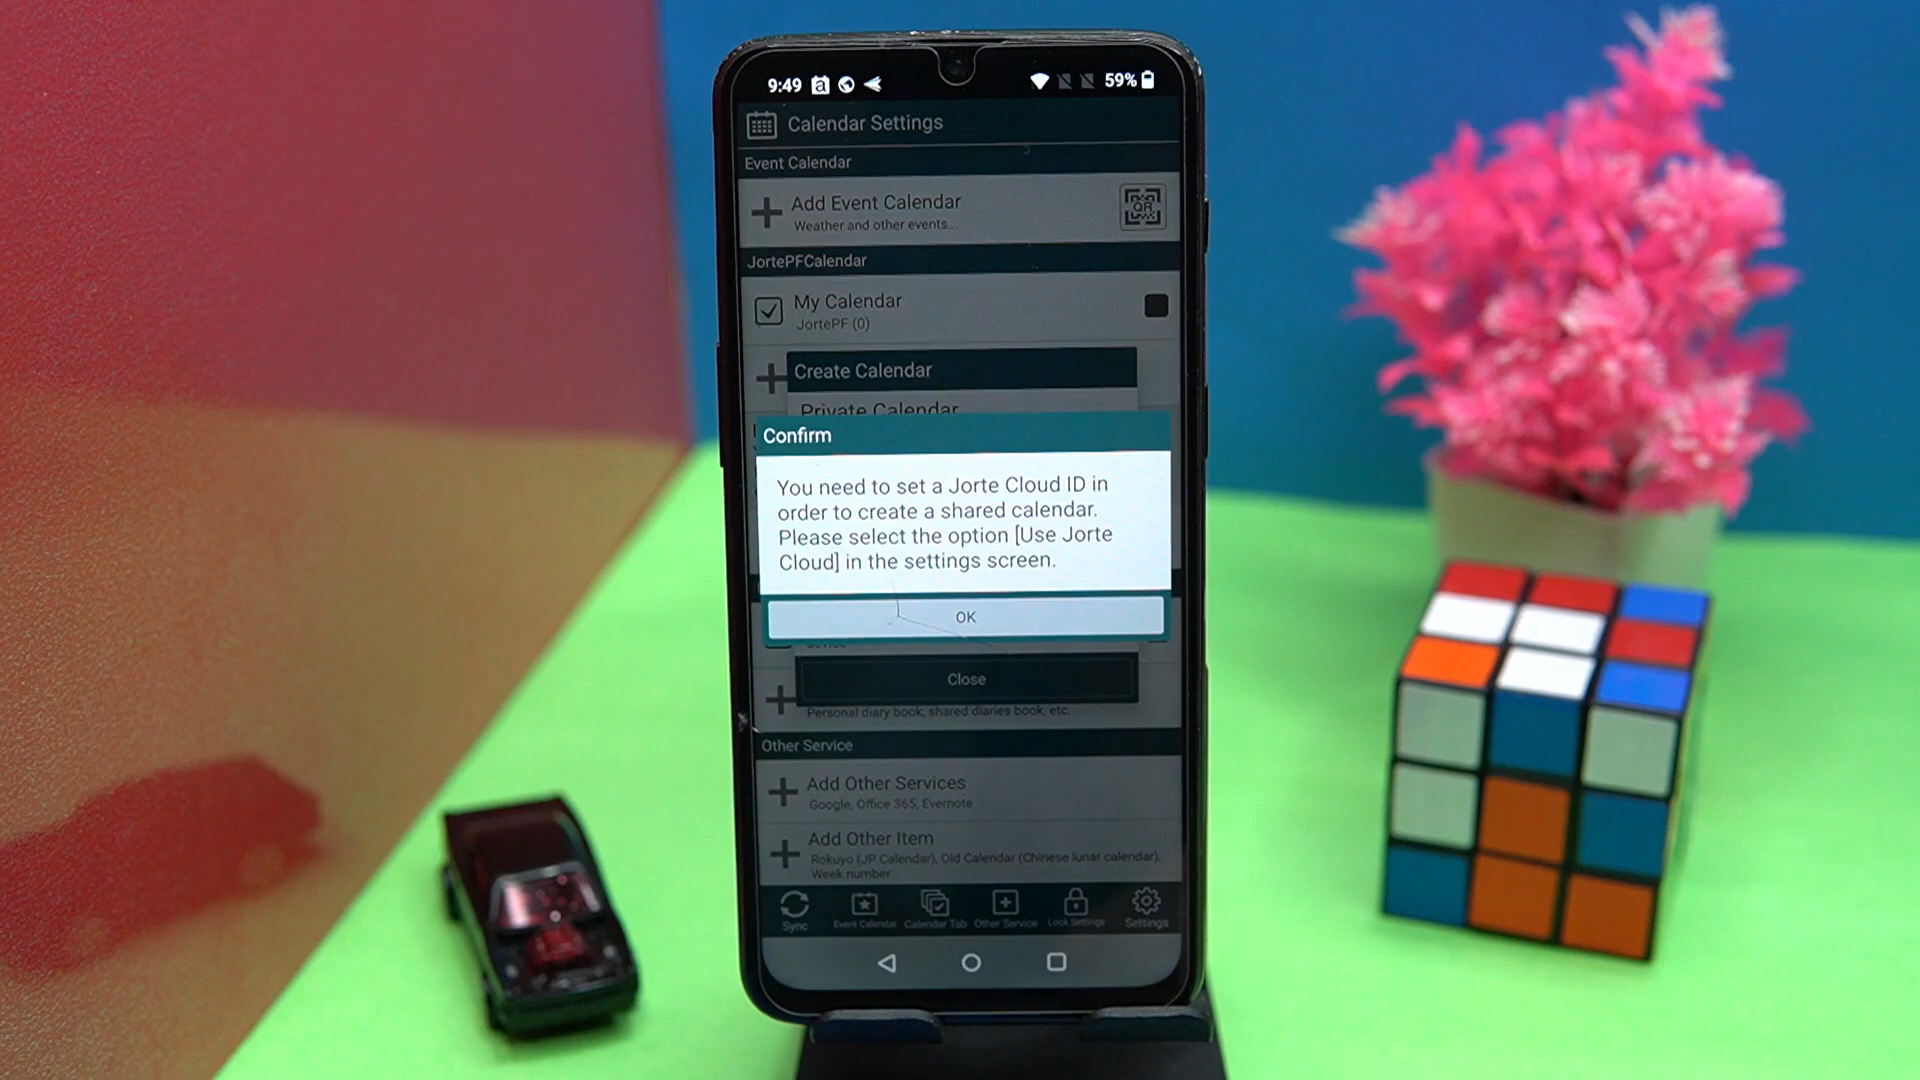 9:49
59%
Calendar Settings
Event Calendar
Add Event Calendar
Weather and other events...
QR
JortePFCalendar
My Calendar
JortePF (0)
Create Calendar
Private Calendar
Confirm
You need to set a Jorte Cloud ID in
order to create a shared calendar.
Please select the option [Use Jorte
Cloud] in the settings screen.
OK
device
Close
Personal diary book, shared diaries book, etc.
Other Service
Add Other Services
Google, Office 365, Evernote
Add Other Item
Rokuyo (JP Calendar), Old Calendar (Chinese lunar calendar),
Week number
Sync
Event Calendar
Calendar Tab
Other Service
Lock Settings
Settings